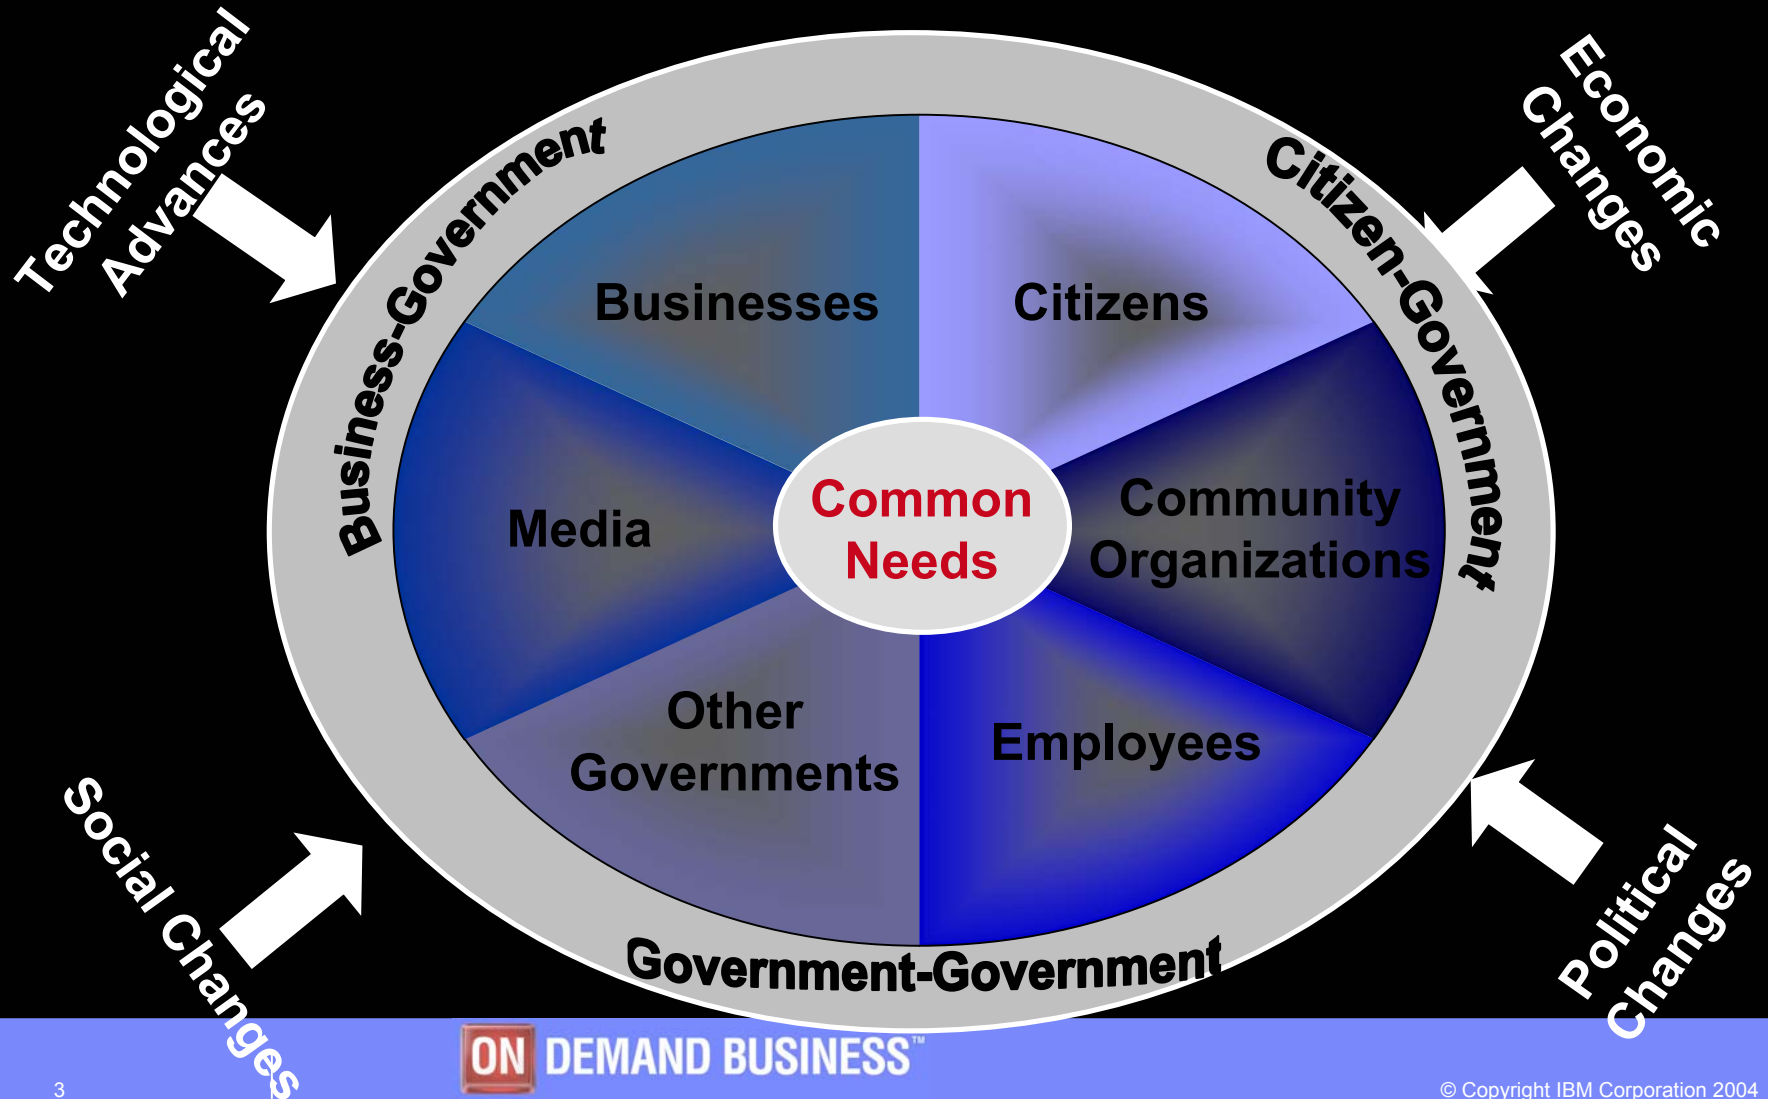 Technological
Advances
Economic
Changes
Business-Government
Citizen-Government
Businesses
Citizens
Media
Common
Needs
Community
Organizations
Other
Governments
Employees
Government-Government
Social Changes
Political
Changes
ON DEMAND BUSINESS™
3
© Copyright IBM Corporation 2004